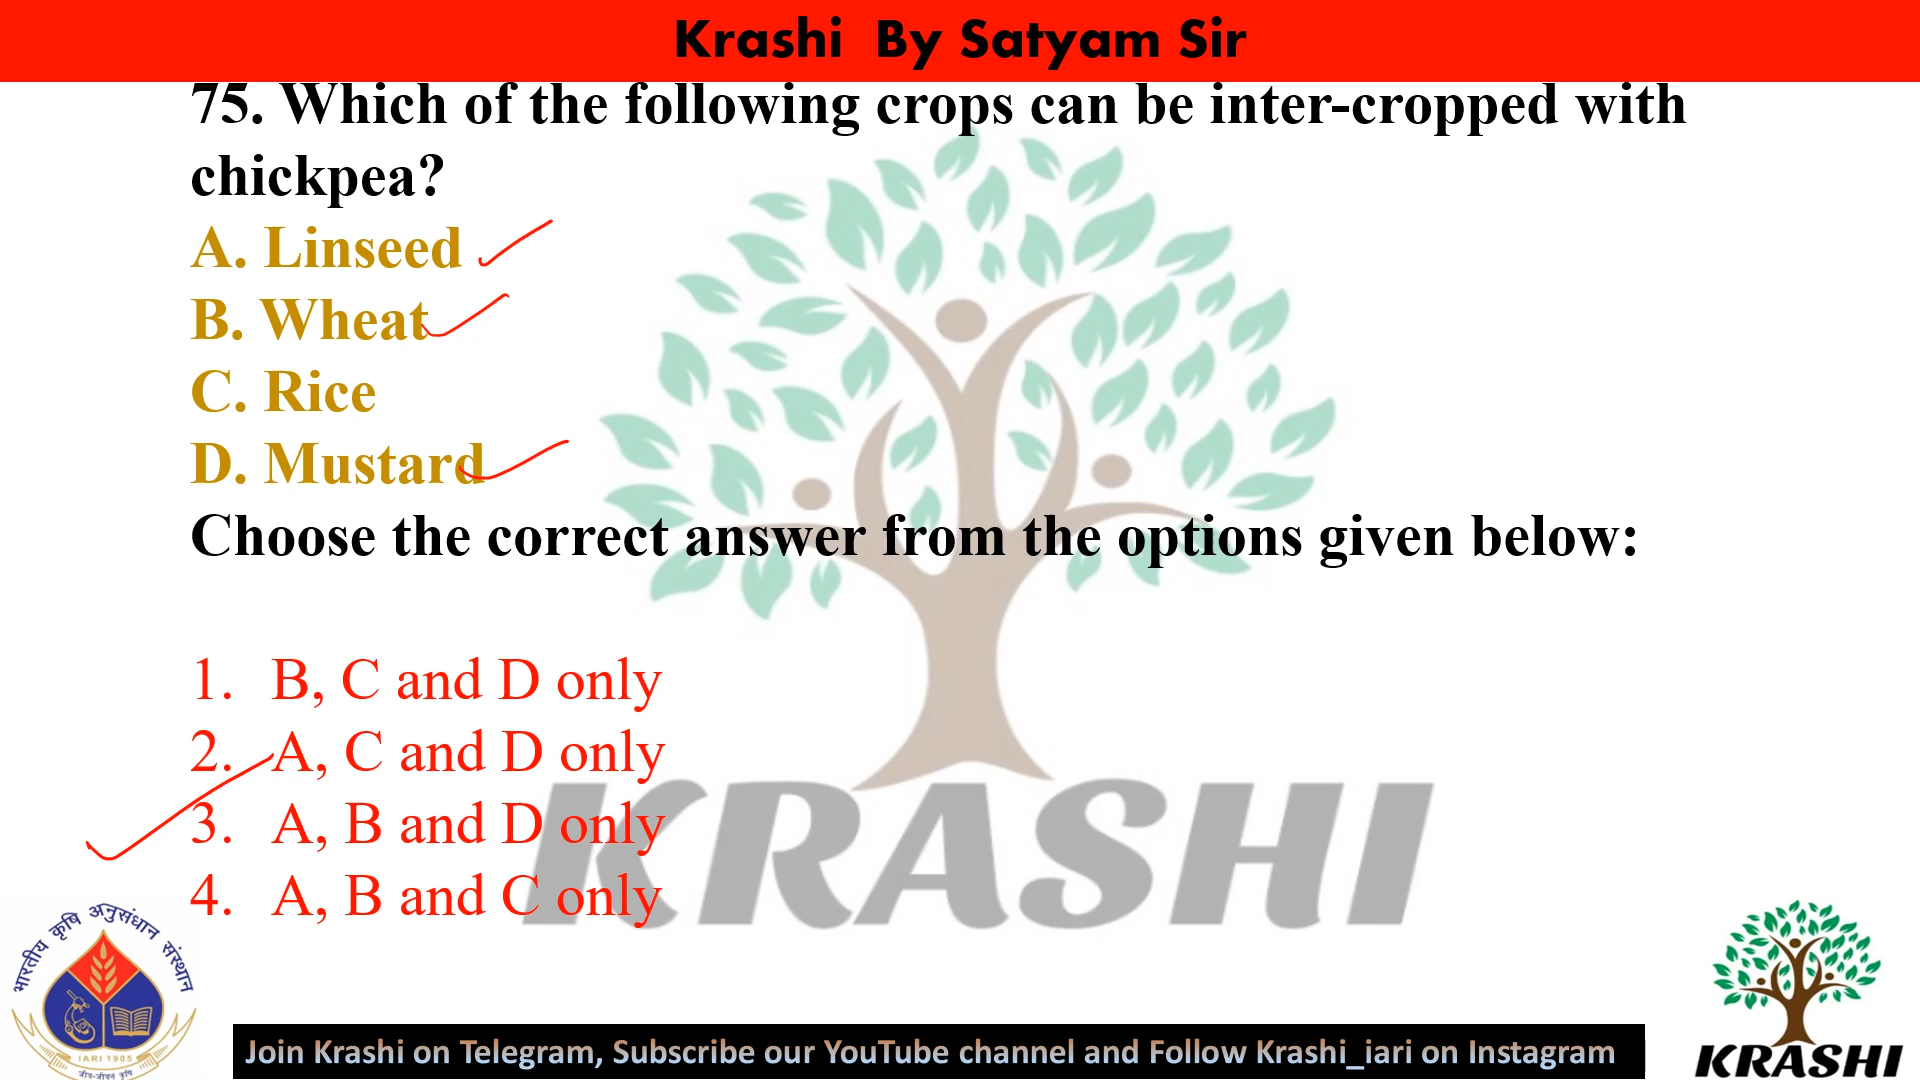 Krashi By Satyam Sir
75. Which of the following crops can be inter-cropped with
chickpea?
A. Linseed
B. Wheat
C. Rice
D. Mustard
Choose the correct answer from the options given below:
1. B, C and D only
2. A, C and D only
3. A, B and D only
4. A, B and C only
KRASHI
भारतीय कृषि अनुसंधान संस्थान
IARI 1905
जीव-जीवन कृषि
Join Krashi on Telegram, Subscribe our YouTube channel and Follow Krashi_iari on Instagram
KRASHI